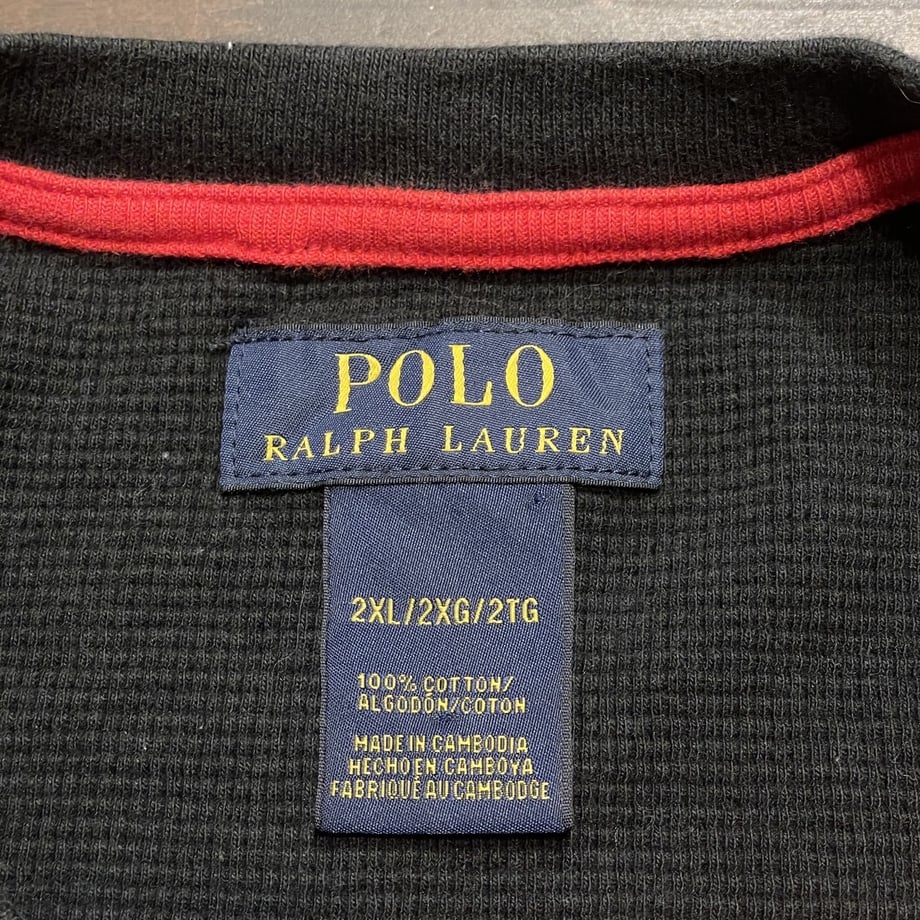 POLO
RALPH LAUREN
2XL/2XG/2TG
100% COTTON/
ALGODÓN/COTON
MADE IN CAMBODIA
HECHO EN CAMBOYA
FABRIQUÉ AU CAMBODGE